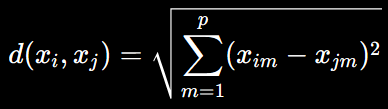 d(x_i, x_j) = \sqrt{\sum_{m=1}^{p} (x_{im} - x_{jm})^2}